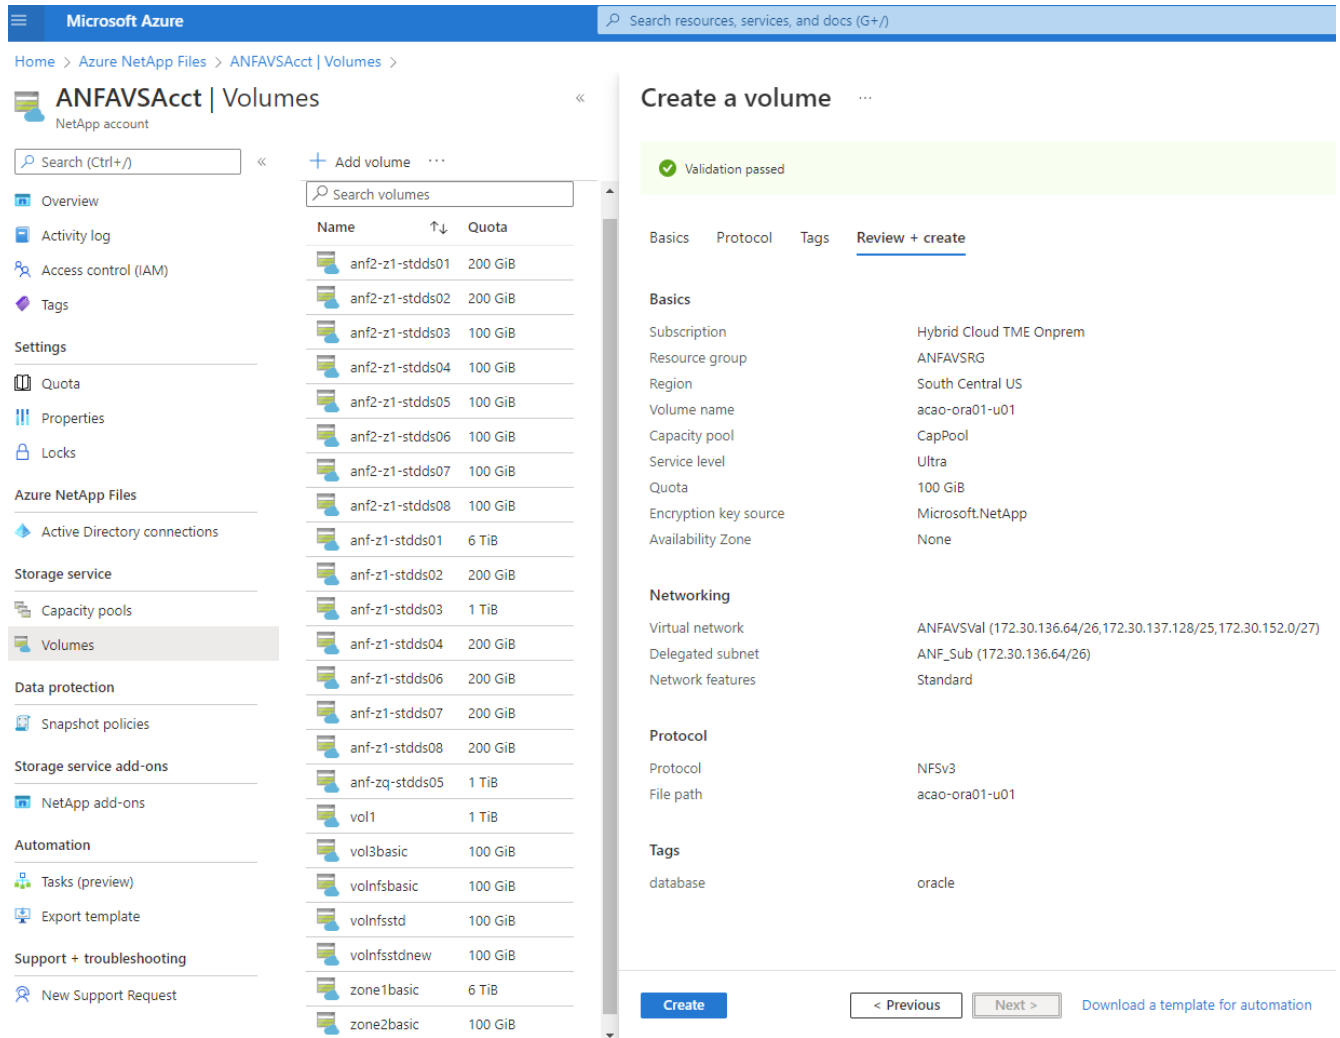 Microsoft Azure
Search resources, services, and docs (G+/)
Home > Azure NetApp Files > ANFAVSAcct | Volumes >
ANFAVSAcct | Volumes
NetApp account
Search (Ctrl+/)
Overview
Activity log
Access control (IAM)
Tags
Settings
Quota
Properties
Locks
Azure NetApp Files
Active Directory connections
Storage service
Capacity pools
Volumes
Data protection
Snapshot policies
Storage service add-ons
NetApp add-ons
Automation
Tasks (preview)
Export template
Support + troubleshooting
New Support Request
Add volume
Search volumes
Name Quota
anf2-z1-stdds01 200 GiB
anf2-z1-stdds02 200 GiB
anf2-z1-stdds03 100 GiB
anf2-z1-stdds04 100 GiB
anf2-z1-stdds05 100 GiB
anf2-z1-stdds06 100 GiB
anf2-z1-stdds07 100 GiB
anf2-z1-stdds08 100 GiB
anf-z1-stdds01 6 TiB
anf-z1-stdds02 200 GiB
anf-z1-stdds03 1 TiB
anf-z1-stdds04 200 GiB
anf-z1-stdds06 200 GiB
anf-z1-stdds07 200 GiB
anf-z1-stdds08 200 GiB
anf-zq-stdds05 1 TiB
vol1 1 TiB
vol3basic 100 GiB
volnfsbasic 100 GiB
volnfsstd 100 GiB
volnfsstdnew 100 GiB
zone1basic 6 TiB
zone2basic 100 GiB
Create a volume
Validation passed
Basics Protocol Tags Review + create
Basics
Subscription Hybrid Cloud TME Onprem
Resource group ANFAVSRG
Region South Central US
Volume name acao-ora01-u01
Capacity pool CapPool
Service level Ultra
Quota 100 GiB
Encryption key source Microsoft.NetApp
Availability Zone None
Networking
Virtual network ANFAVSVal (172.30.136.64/26,172.30.137.128/25,172.30.152.0/27)
Delegated subnet ANF_Sub (172.30.136.64/26)
Network features Standard
Protocol
Protocol NFSv3
File path acao-ora01-u01
Tags
database oracle
Create < Previous Next > Download a template for automation